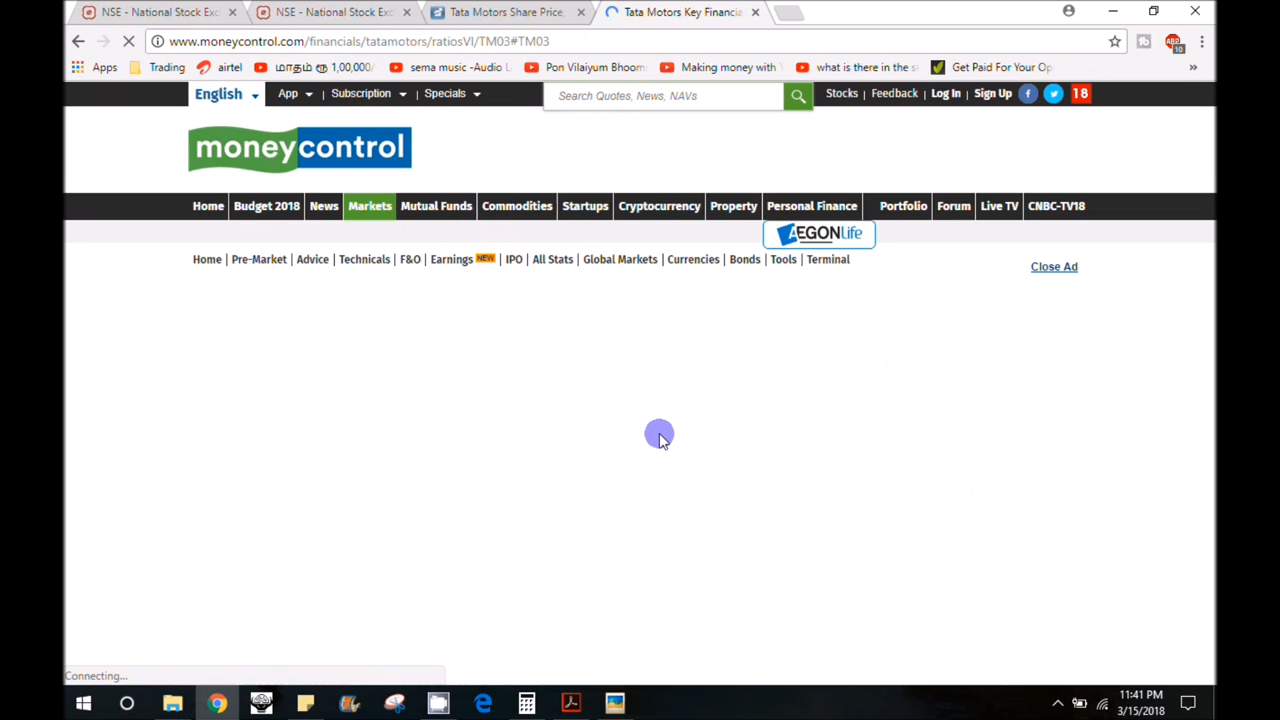 NSE - National Stock Exc
NSE - National Stock Exc
Tata Motors Share Price,
Tata Motors Key Financia
www.moneycontrol.com/financials/tatamotors/ratiosVI/TM03#TM03
Apps
Trading
airtel
மாதம் ரூ 1,00,000/
sema music -Audio L
Pon Vilaiyum Bhoom
Making money with
what is there in the s
Get Paid For Your Op
»
English App | Subscription | Specials
Search Quotes, News, NAVs
Stocks | Feedback | Log In | Sign Up f 18
moneycontrol
Home | Budget 2018 | News | Markets | Mutual Funds | Commodities | Startups | Cryptocurrency | Property | Personal Finance Portfolio | Forum | Live TV | CNBC-TV18
AEGONLife
Home | Pre-Market | Advice | Technicals | F&O | Earnings NEW | IPO | All Stats | Global Markets | Currencies | Bonds | Tools | Terminal
Close Ad
Connecting...
11:41 PM
3/15/2018